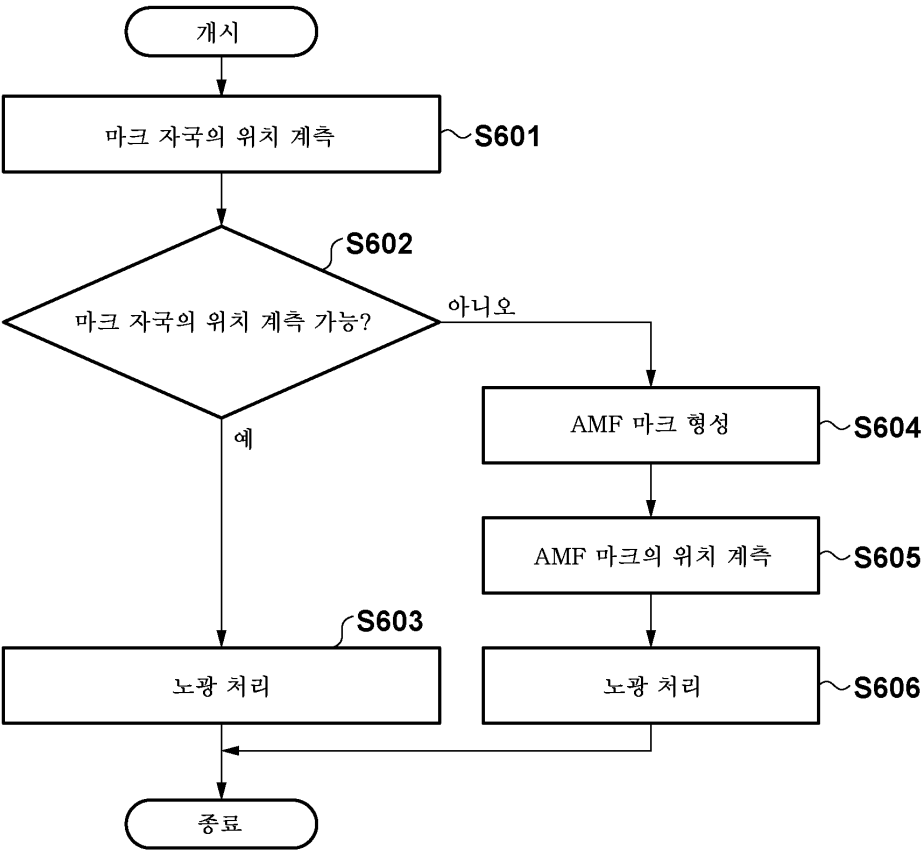 개시
마크 자국의 위치 계측
S601
S602
마크 자국의 위치 계측 가능?
아니오
예
AMF 마크 형성
S604
AMF 마크의 위치 계측
S605
S603
노광 처리
노광 처리
S606
종료